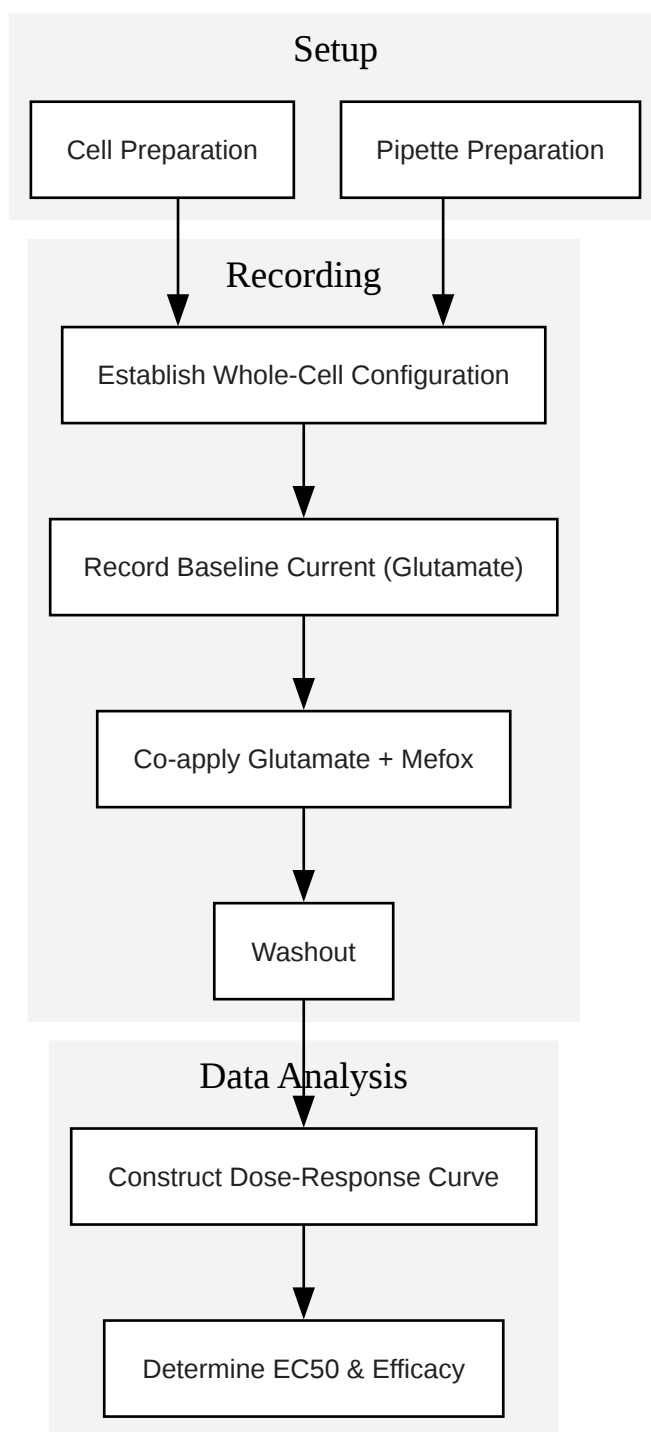 Setup
Cell Preparation
Pipette Preparation
Recording
Establish Whole-Cell Configuration
Record Baseline Current (Glutamate)
Co-apply Glutamate + Mefox
Washout
Data Analysis
Construct Dose-Response Curve
Determine EC50 & Efficacy